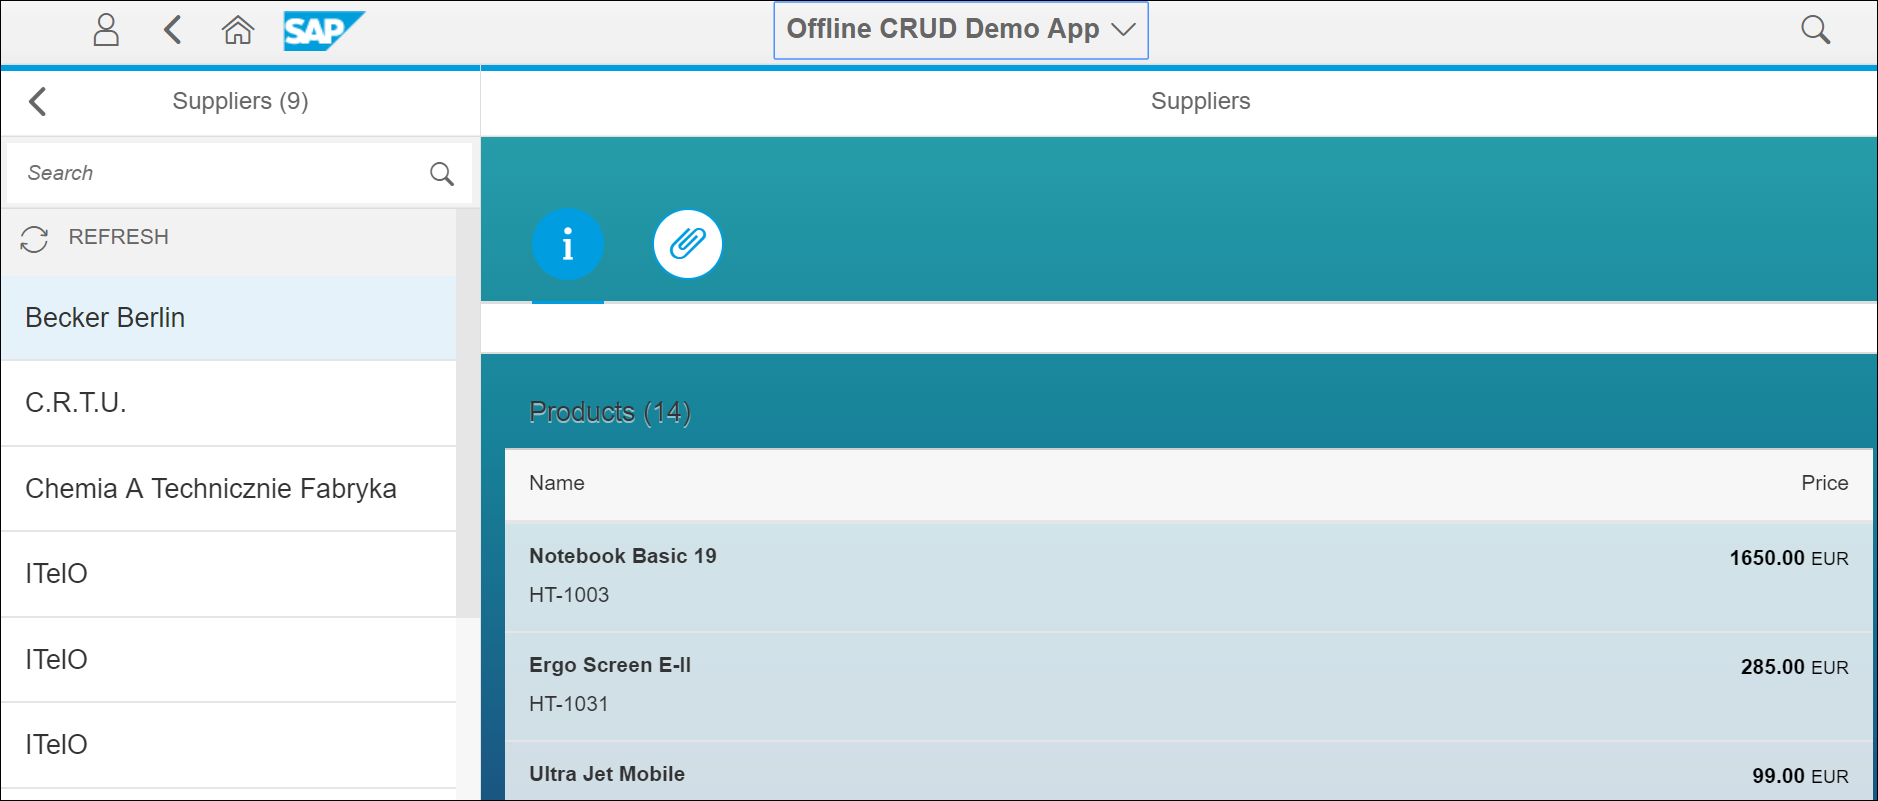 SAP
Offline CRUD Demo App
Suppliers (9)
Search
REFRESH
Becker Berlin
C.R.T.U.
Chemia A Technicznie Fabryka
ITelO
ITelO
ITelO
Suppliers
i
Products (14)
Name Price
Notebook Basic 19 1650.00 EUR
HT-1003
Ergo Screen E-II 285.00 EUR
HT-1031
Ultra Jet Mobile 99.00 EUR